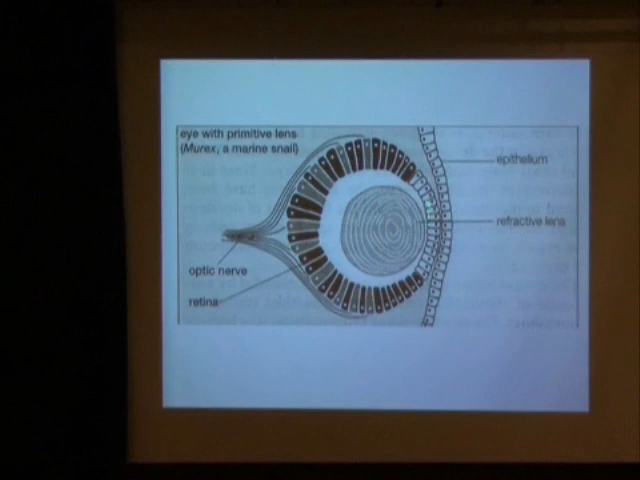 eye with primitive lens
(Murex, a marine snail)
epithelium
refractive lens
optic nerve
retina